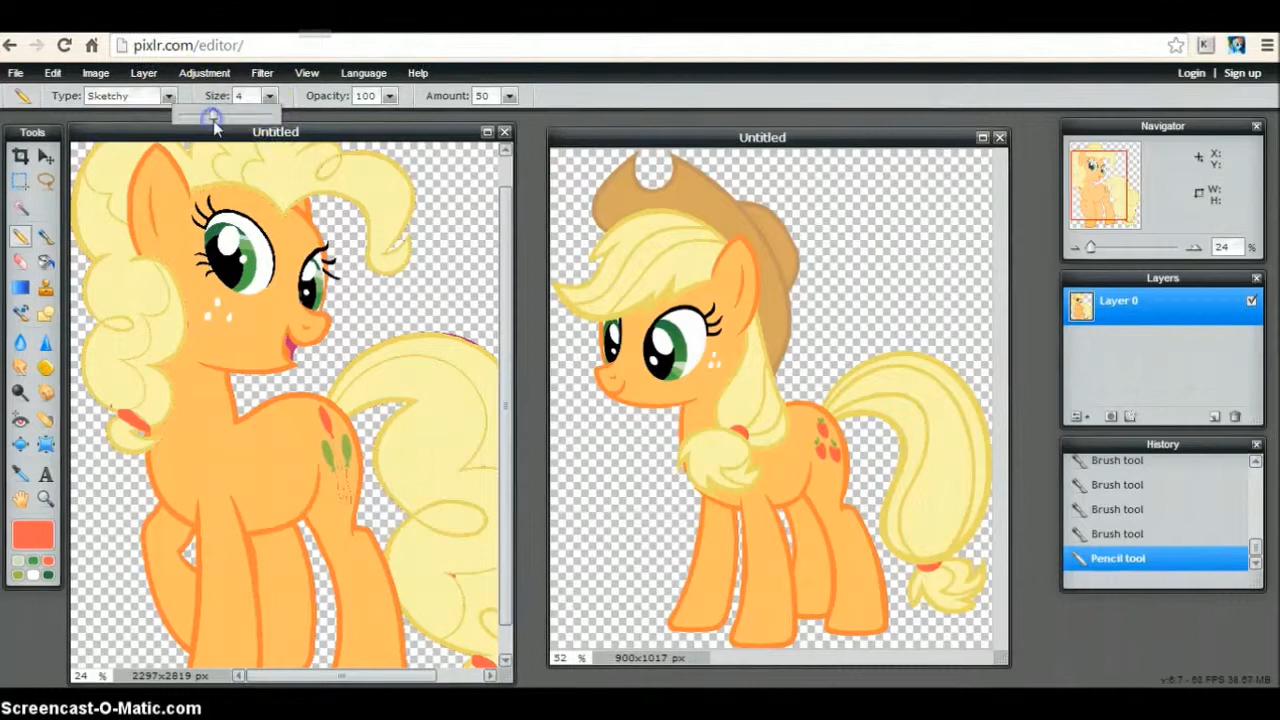 pixlr.com/editor/
K
File Edit Image Layer Adjustment Filter View Language Help Login Sign up
Type: Sketchy Size: 4 Opacity: 100 Amount: 50
Tools
Untitled
Untitled
Navigator
X:
Y:
W:
H:
24 %
Layers
Layer 0
A
History
Brush tool
Brush tool
Brush tool
Brush tool
Pencil tool
24 % 2297x2819 px
52 % 900x1017 px
Screencast-O-Matic.com